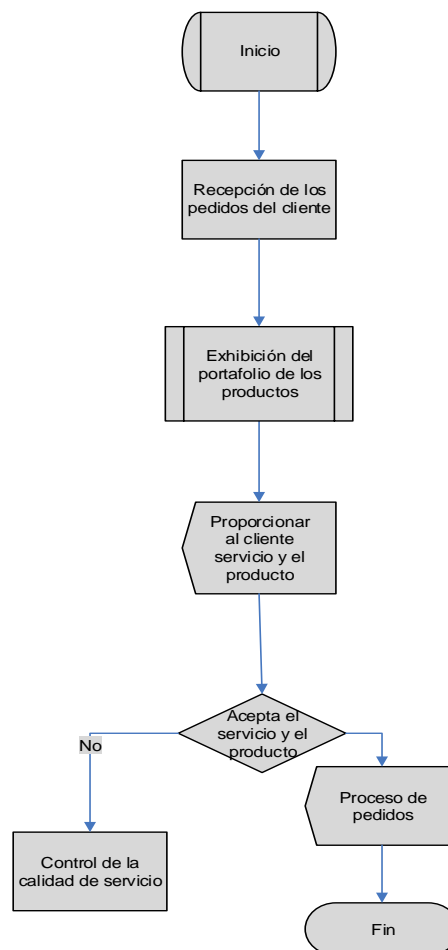 Inicio
Recepción de los
pedidos del cliente
Exhibición del
portafolio de los
productos
Proporcionar
al cliente
servicio y el
producto
Acepta el
servicio y el
producto
No
Proceso de
pedidos
Control de la
calidad de servicio
Fin